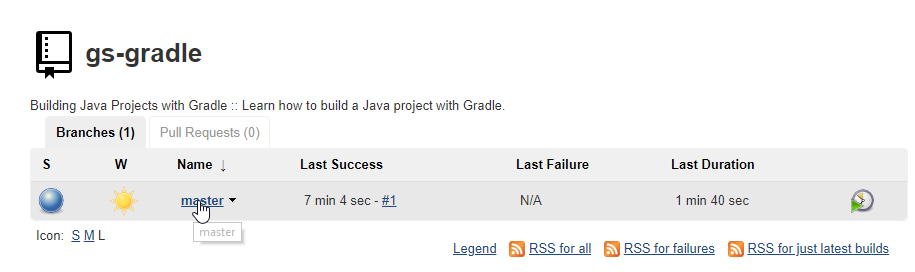 gs-gradle
Building Java Projects with Gradle :: Learn how to build a Java project with Gradle.
Branches (1) Pull Requests (0)
S W Name ↓ Last Success Last Failure Last Duration
master 7 min 4 sec - #1 N/A 1 min 40 sec
master
Icon: S M L
Legend RSS for all RSS for failures RSS for just latest builds